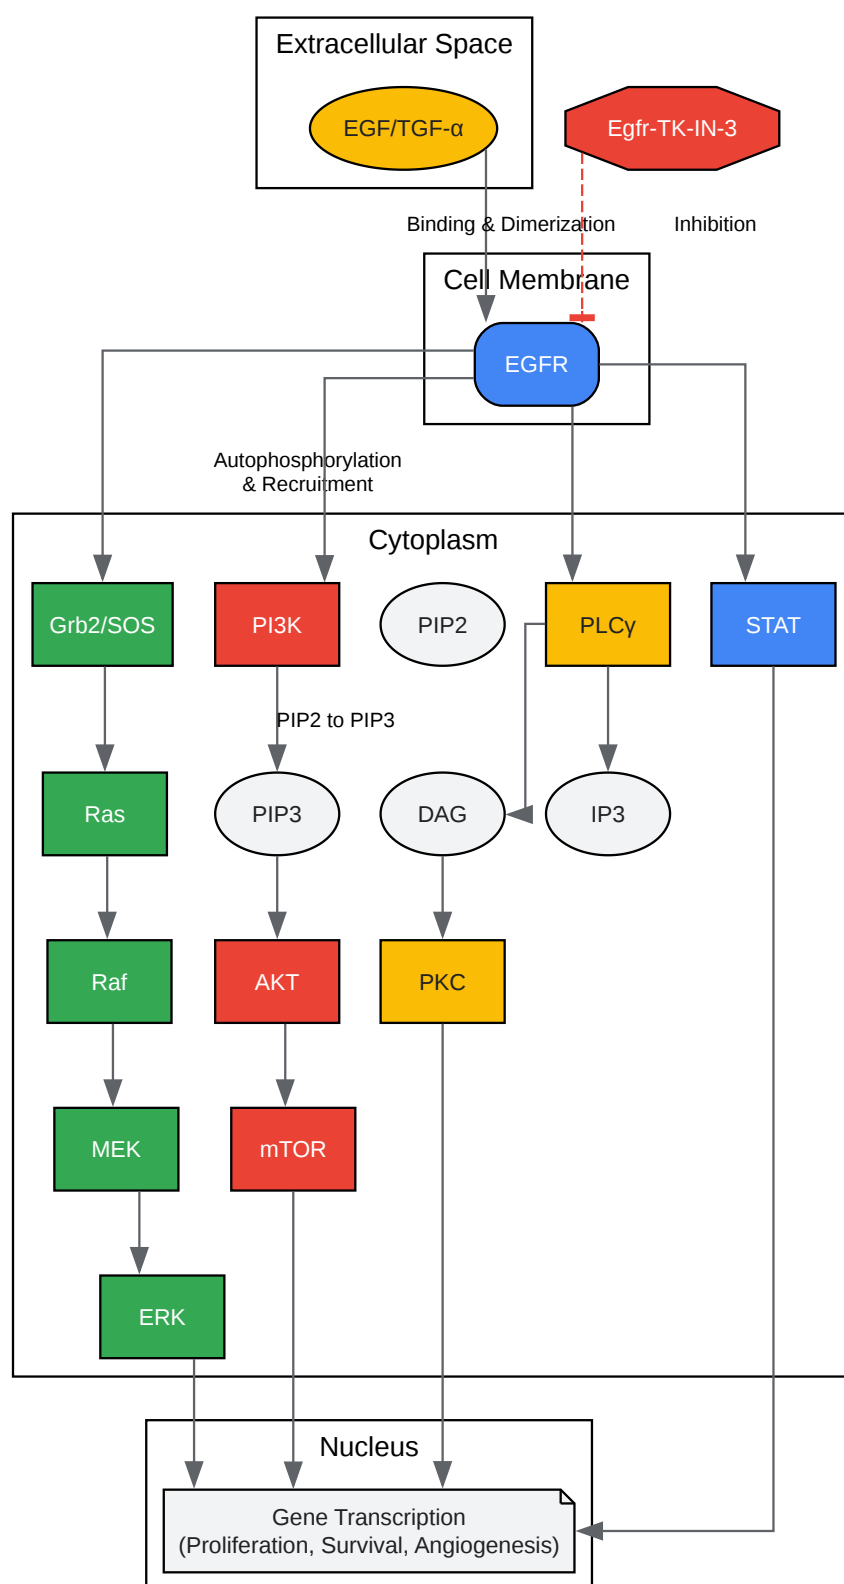 Extracellular Space
EGF/TGF-α
Egfr-TK-IN-3
Binding & Dimerization
Inhibition
Cell Membrane
EGFR
Autophosphorylation
& Recruitment
Cytoplasm
Grb2/SOS
PI3K
PIP2
PLCγ
STAT
PIP2 to PIP3
Ras
PIP3
DAG
IP3
Raf
AKT
PKC
MEK
mTOR
ERK
Nucleus
Gene Transcription
(Proliferation, Survival, Angiogenesis)